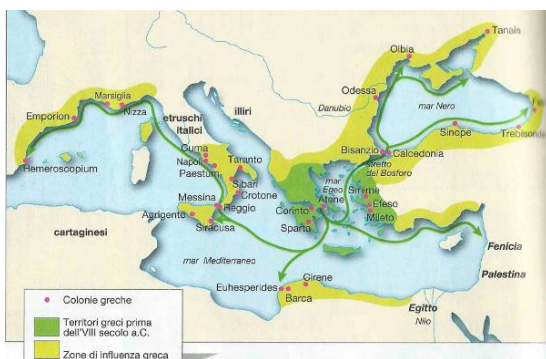 Tanais
Olbia
Odessa
Danubio
mar Nero
Marsiglia
Nizza
Emporion
etruschi
italici
illiri
Hemeroscopium
Cuma
Napoli
Paestum
Taranto
Sibari
Crotone
Bisanzio
Calcedonia
stretto
del Bosforo
Sinope
Trebisonda
mar
Egeo
Atene
Smirne
Efeso
Mileto
Corinto
Sparta
Messina
Reggio
Agrigento
Siracusa
cartaginesi
mar Mediterraneo
Euhesperides
Barca
Cirene
Egitto
Nilo
Fenicia
Palestina
Colonie greche
Territori greci prima
dell'VIII secolo a.C.
Zone di influenza greca